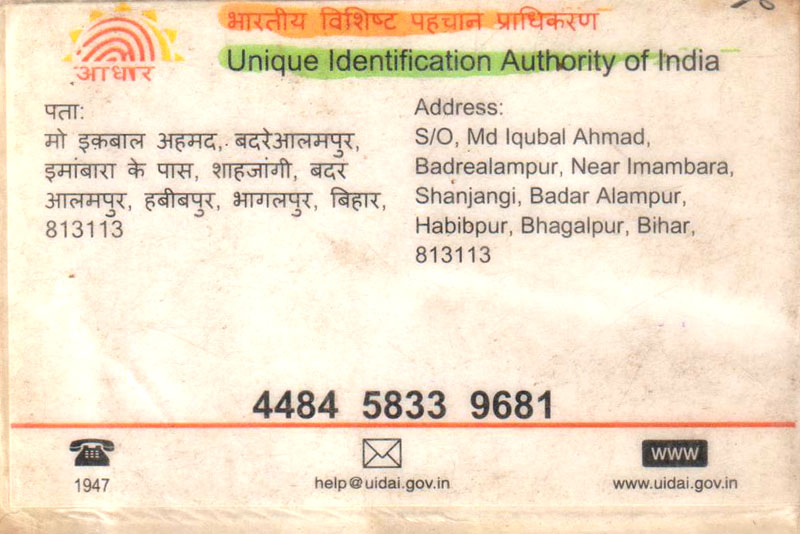 भारतीय विशिष्ट पहचान प्राधिकरण
Unique Identification Authority of India
आधार
पता:
मो इक़बाल अहमद, बदरेआलमपुर,
इमांबारा के पास, शाहजांगी, बदर
आलमपुर, हबीबपुर, भागलपुर, बिहार,
813113
Address:
S/O, Md Iqubal Ahmad,
Badrealampur, Near Imambara,
Shanjangi, Badar Alampur,
Habibpur, Bhagalpur, Bihar,
813113
4484 5833 9681
1947
help@uidai.gov.in
WWW
www.uidai.gov.in